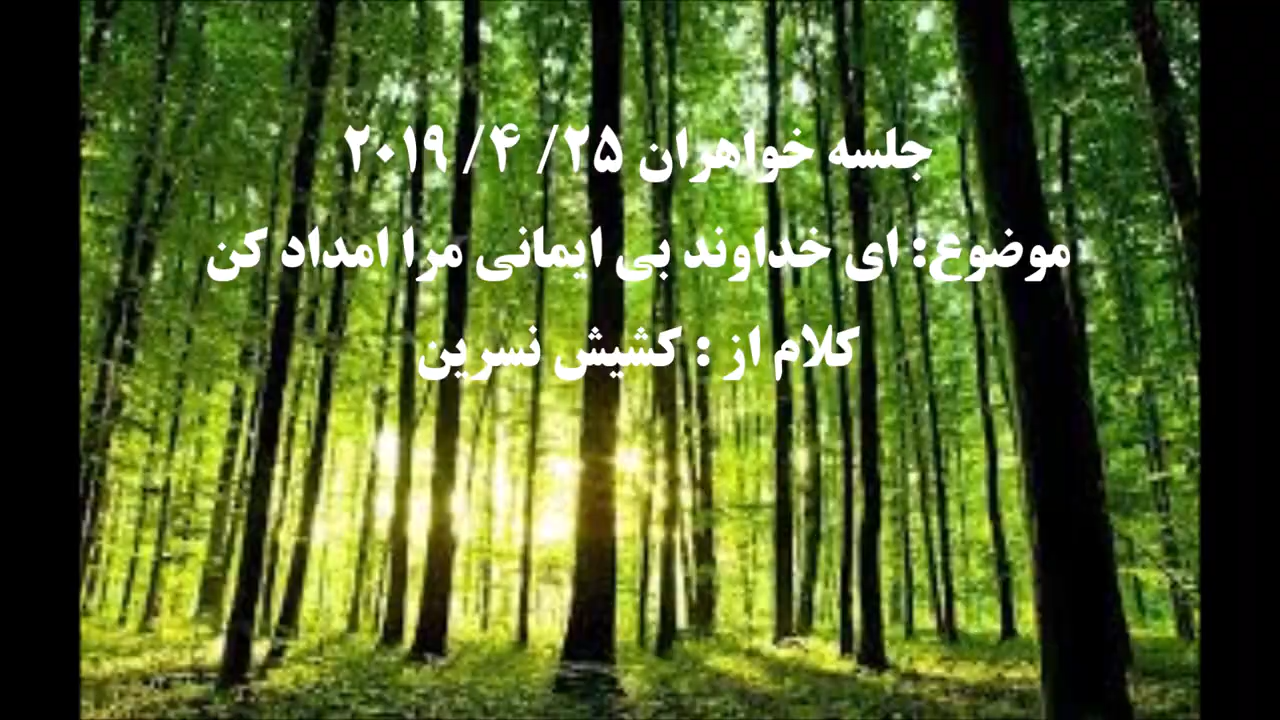 جلسه خواهران ۲۵/ ۴/ ۲۰۱۹
موضوع: ای خداوند بی ایمانی مرا امداد کن
کلام از : کشیش نسرین